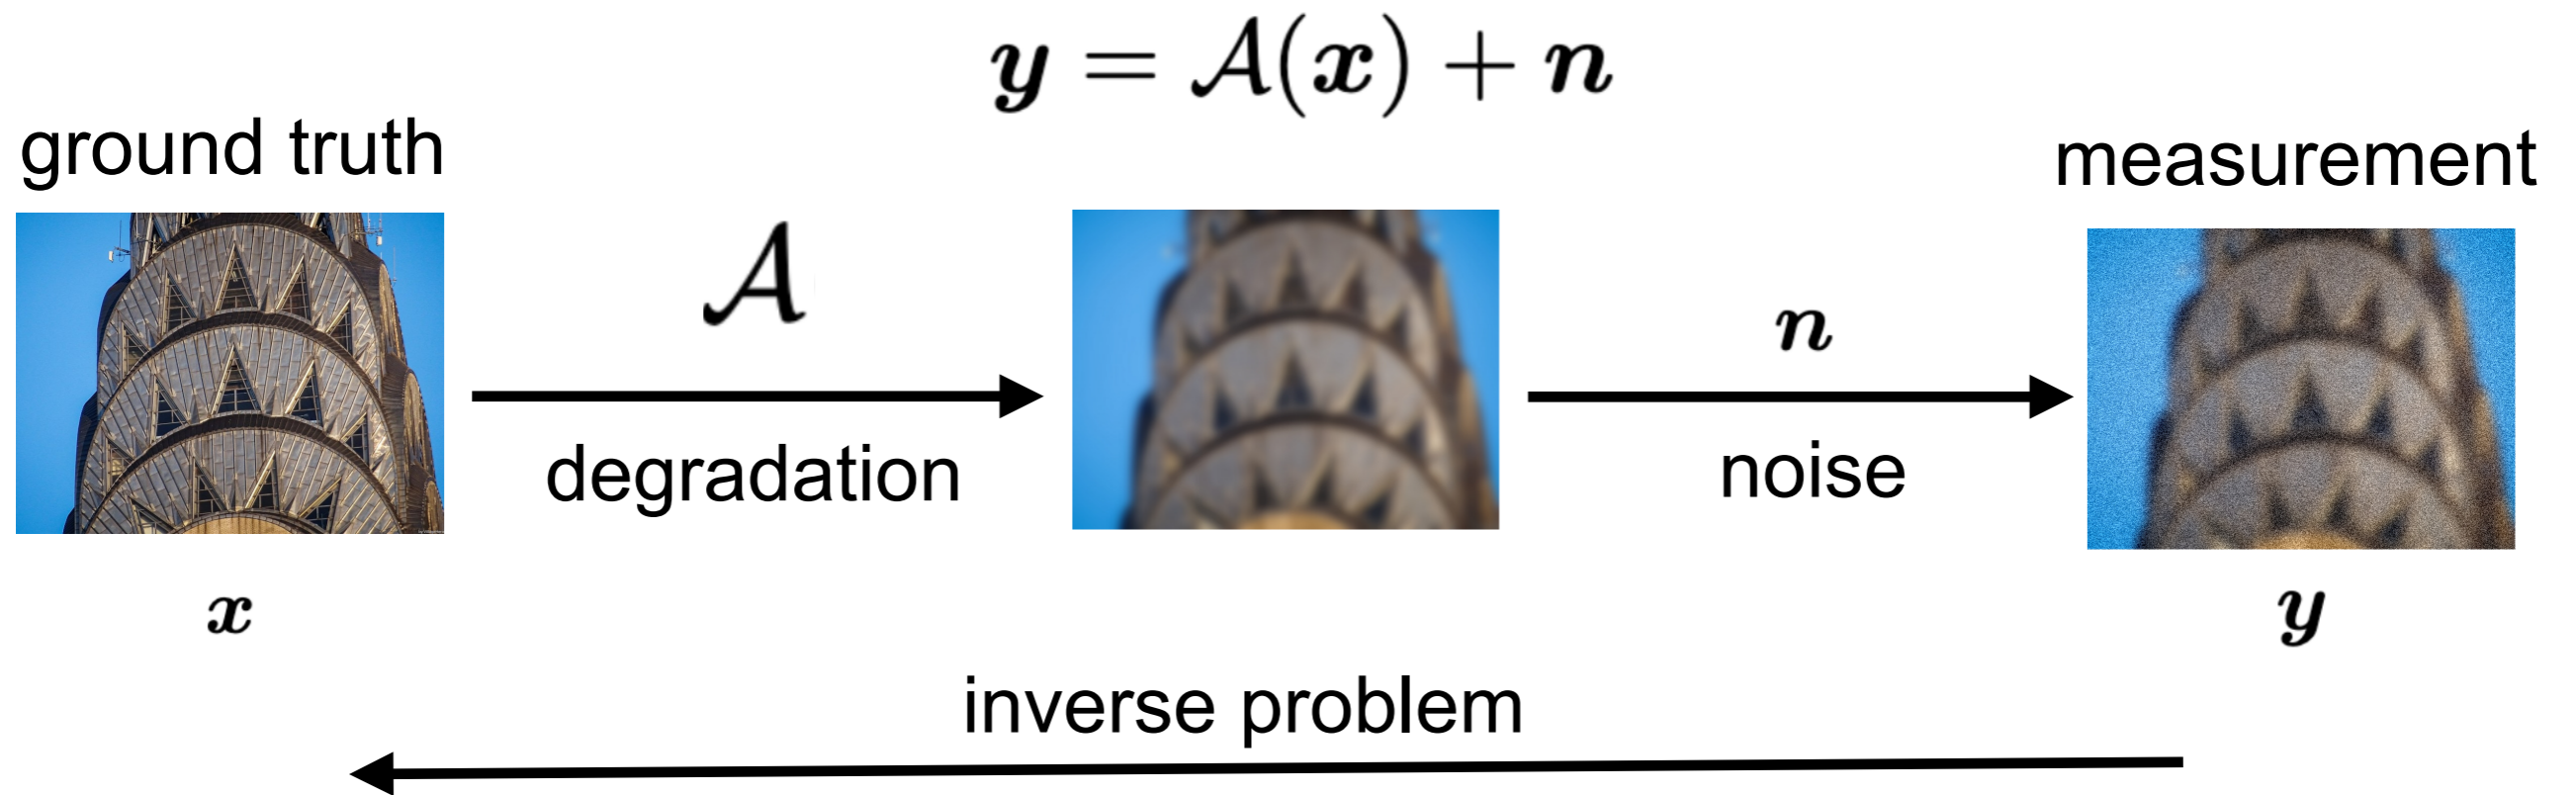 y = A(x) + n
ground truth
measurement
A
n
degradation
noise
x
y
inverse problem